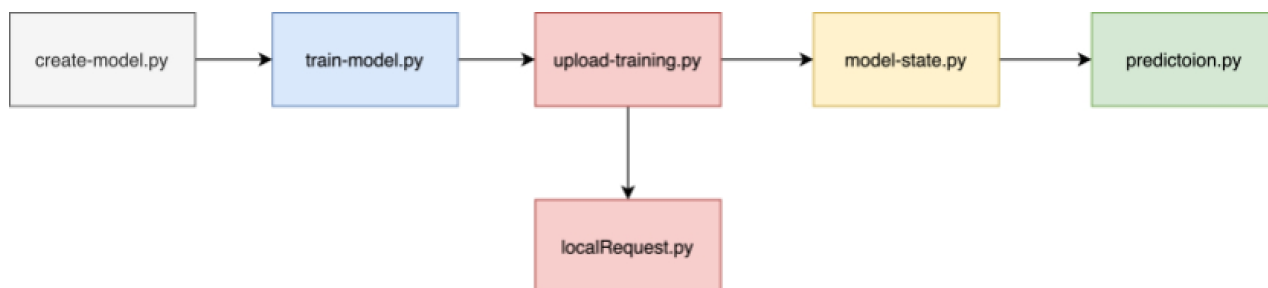 create-model.py
train-model.py
upload-training.py
model-state.py
predictoion.py
localRequest.py